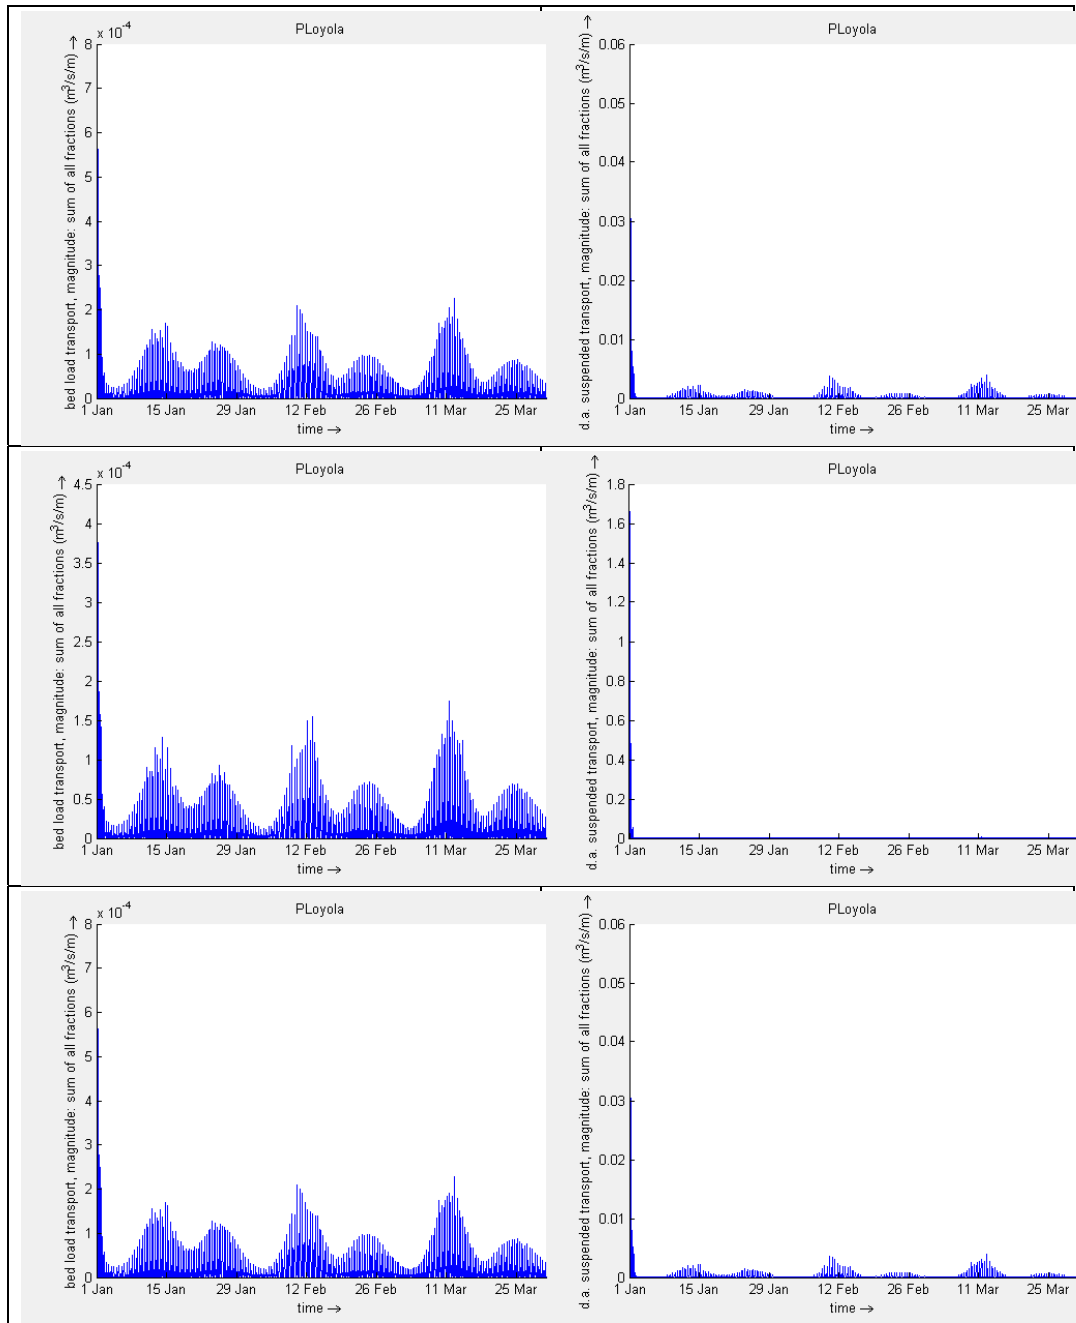 PLoyola
x 10⁻⁴
bed load transport, magnitude: sum of all fractions (m³/s/m) →
8
7
6
5
4
3
2
1
0
1 Jan 15 Jan 29 Jan 12 Feb 26 Feb 11 Mar 25 Mar
time →
PLoyola
d.a. suspended transport, magnitude: sum of all fractions (m³/s/m) →
0.06
0.05
0.04
0.03
0.02
0.01
0
1 Jan 15 Jan 29 Jan 12 Feb 26 Feb 11 Mar 25 Mar
time →
PLoyola
x 10⁻⁴
bed load transport, magnitude: sum of all fractions (m³/s/m) →
4.5
4
3.5
3
2.5
2
1.5
1
0.5
0
1 Jan 15 Jan 29 Jan 12 Feb 26 Feb 11 Mar 25 Mar
time →
PLoyola
d.a. suspended transport, magnitude: sum of all fractions (m³/s/m) →
1.8
1.6
1.4
1.2
1
0.8
0.6
0.4
0.2
0
1 Jan 15 Jan 29 Jan 12 Feb 26 Feb 11 Mar 25 Mar
time →
PLoyola
x 10⁻⁴
bed load transport, magnitude: sum of all fractions (m³/s/m) →
8
7
6
5
4
3
2
1
0
1 Jan 15 Jan 29 Jan 12 Feb 26 Feb 11 Mar 25 Mar
time →
PLoyola
d.a. suspended transport, magnitude: sum of all fractions (m³/s/m) →
0.06
0.05
0.04
0.03
0.02
0.01
0
1 Jan 15 Jan 29 Jan 12 Feb 26 Feb 11 Mar 25 Mar
time →